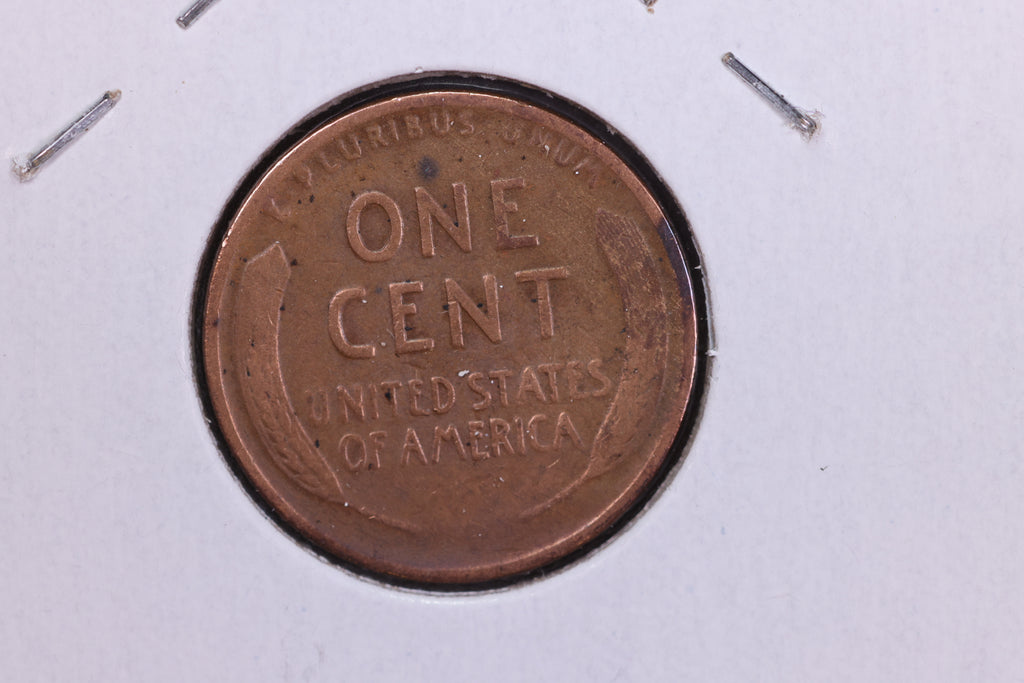 E PLURIBUS UNUM
ONE
CENT
UNITED STATES
OF AMERICA